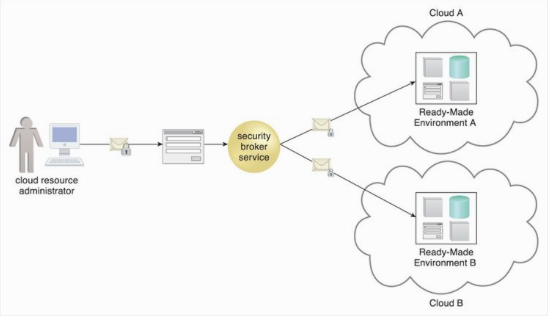 Cloud A
Ready-Made
Environment A
security
broker
service
cloud resource
administrator
Ready-Made
Environment B
Cloud B